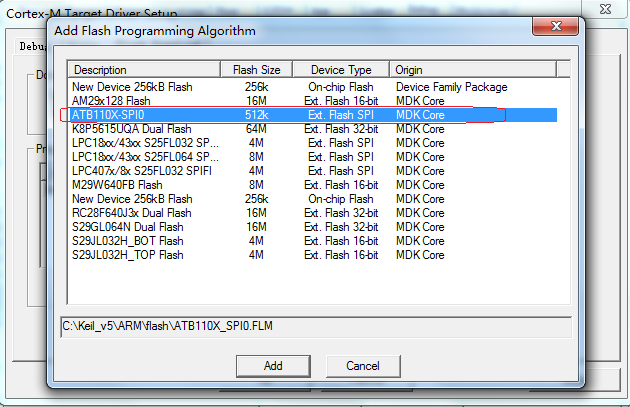 Cortex-M Target Driver Setup
Add Flash Programming Algorithm
Description Flash Size Device Type Origin
New Device 256kB Flash 256k On-chip Flash Device Family Package
AM29x128 Flash 16M Ext. Flash 16-bit MDK Core
ATB110X-SPI0 512k Ext. Flash SPI MDK Core
K8P5615UQA Dual Flash 64M Ext. Flash 32-bit MDK Core
LPC18xx/43xx S25FL032 SP... 4M Ext. Flash SPI MDK Core
LPC18xx/43xx S25FL064 SP... 8M Ext. Flash SPI MDK Core
LPC407x/8x S25FL032 SPIFI 4M Ext. Flash SPI MDK Core
M29W640FB Flash 8M Ext. Flash 16-bit MDK Core
New Device 256kB Flash 256k On-chip Flash MDK Core
RC28F640J3x Dual Flash 16M Ext. Flash 32-bit MDK Core
S29GL064N Dual Flash 16M Ext. Flash 32-bit MDK Core
S29JL032H_BOT Flash 4M Ext. Flash 16-bit MDK Core
S29JL032H_TOP Flash 4M Ext. Flash 16-bit MDK Core
C:\Keil_v5\ARM\flash\ATB110X_SPI0.FLM
Add Cancel